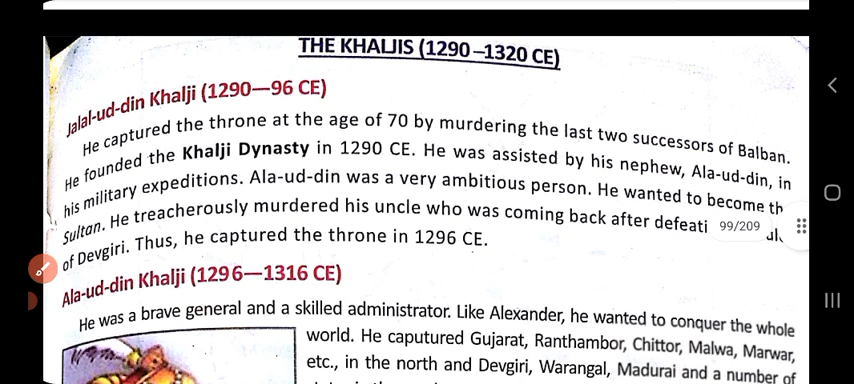 THE KHALJIS (1290–1320 CE)
Jalal-ud-din Khalji (1290—96 CE)
He captured the throne at the age of 70 by murdering the last two successors of Balban.
He founded the Khalji Dynasty in 1290 CE. He was assisted by his nephew, Ala-ud-din, in
his military expeditions. Ala-ud-din was a very ambitious person. He wanted to become th
Sultan. He treacherously murdered his uncle who was coming back after defeati
99/209
of Devgiri. Thus, he captured the throne in 1296 CE.
Ala-ud-din Khalji (1296—1316 CE)
He was a brave general and a skilled administrator. Like Alexander, he wanted to conquer the whole
world. He caputured Gujarat, Ranthambor, Chittor, Malwa, Marwar,
etc., in the north and Devgiri, Warangal, Madurai and a number of